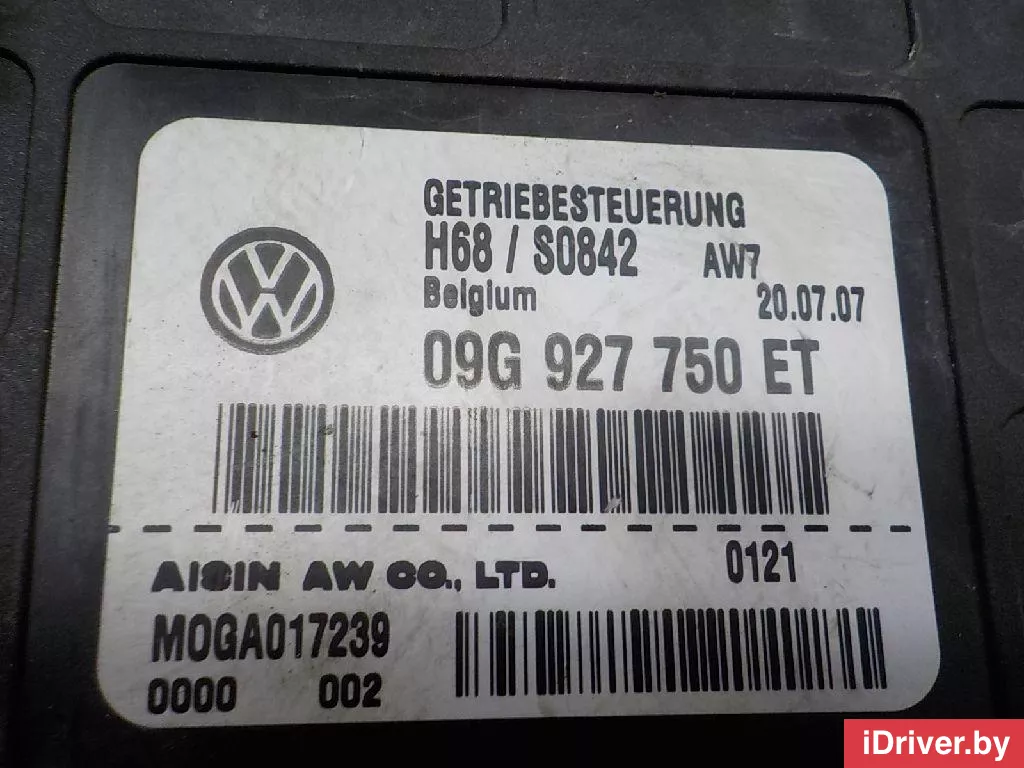 GETRIEBESTEUERUNG
H68 / S0842 AW7
Belgium 20.07.07
09G 927 750 ET
AISIN AW CO., LTD. 0121
MOGA017239
0000 002
iDriver.by